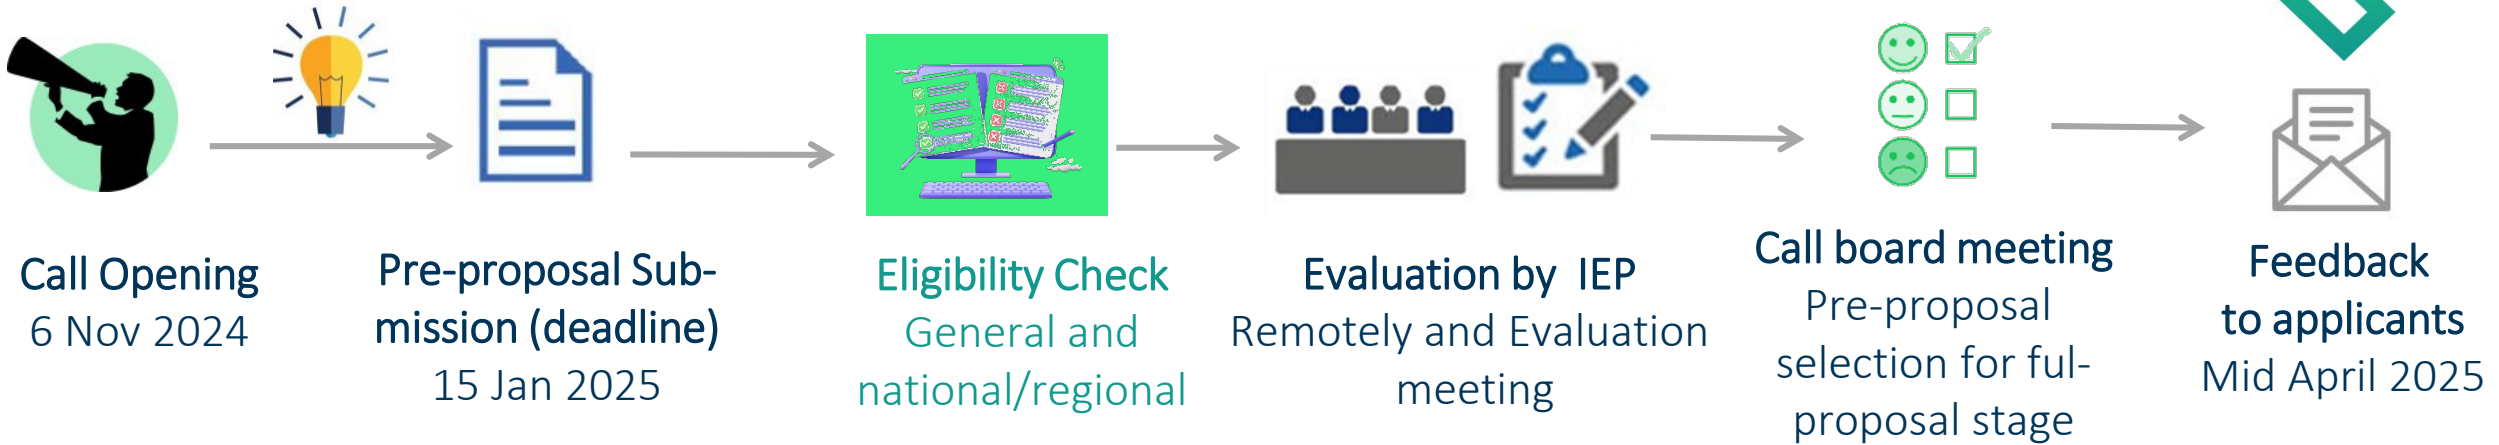 Call Opening
6 Nov 2024
Pre-proposal Sub-
mission (deadline)
15 Jan 2025
Eligibility Check
General and
national/regional
Evaluation by IEP
Remotely and Evaluation
meeting
Call board meeting
Pre-proposal
selection for ful-
proposal stage
Feedback
to applicants
Mid April 2025